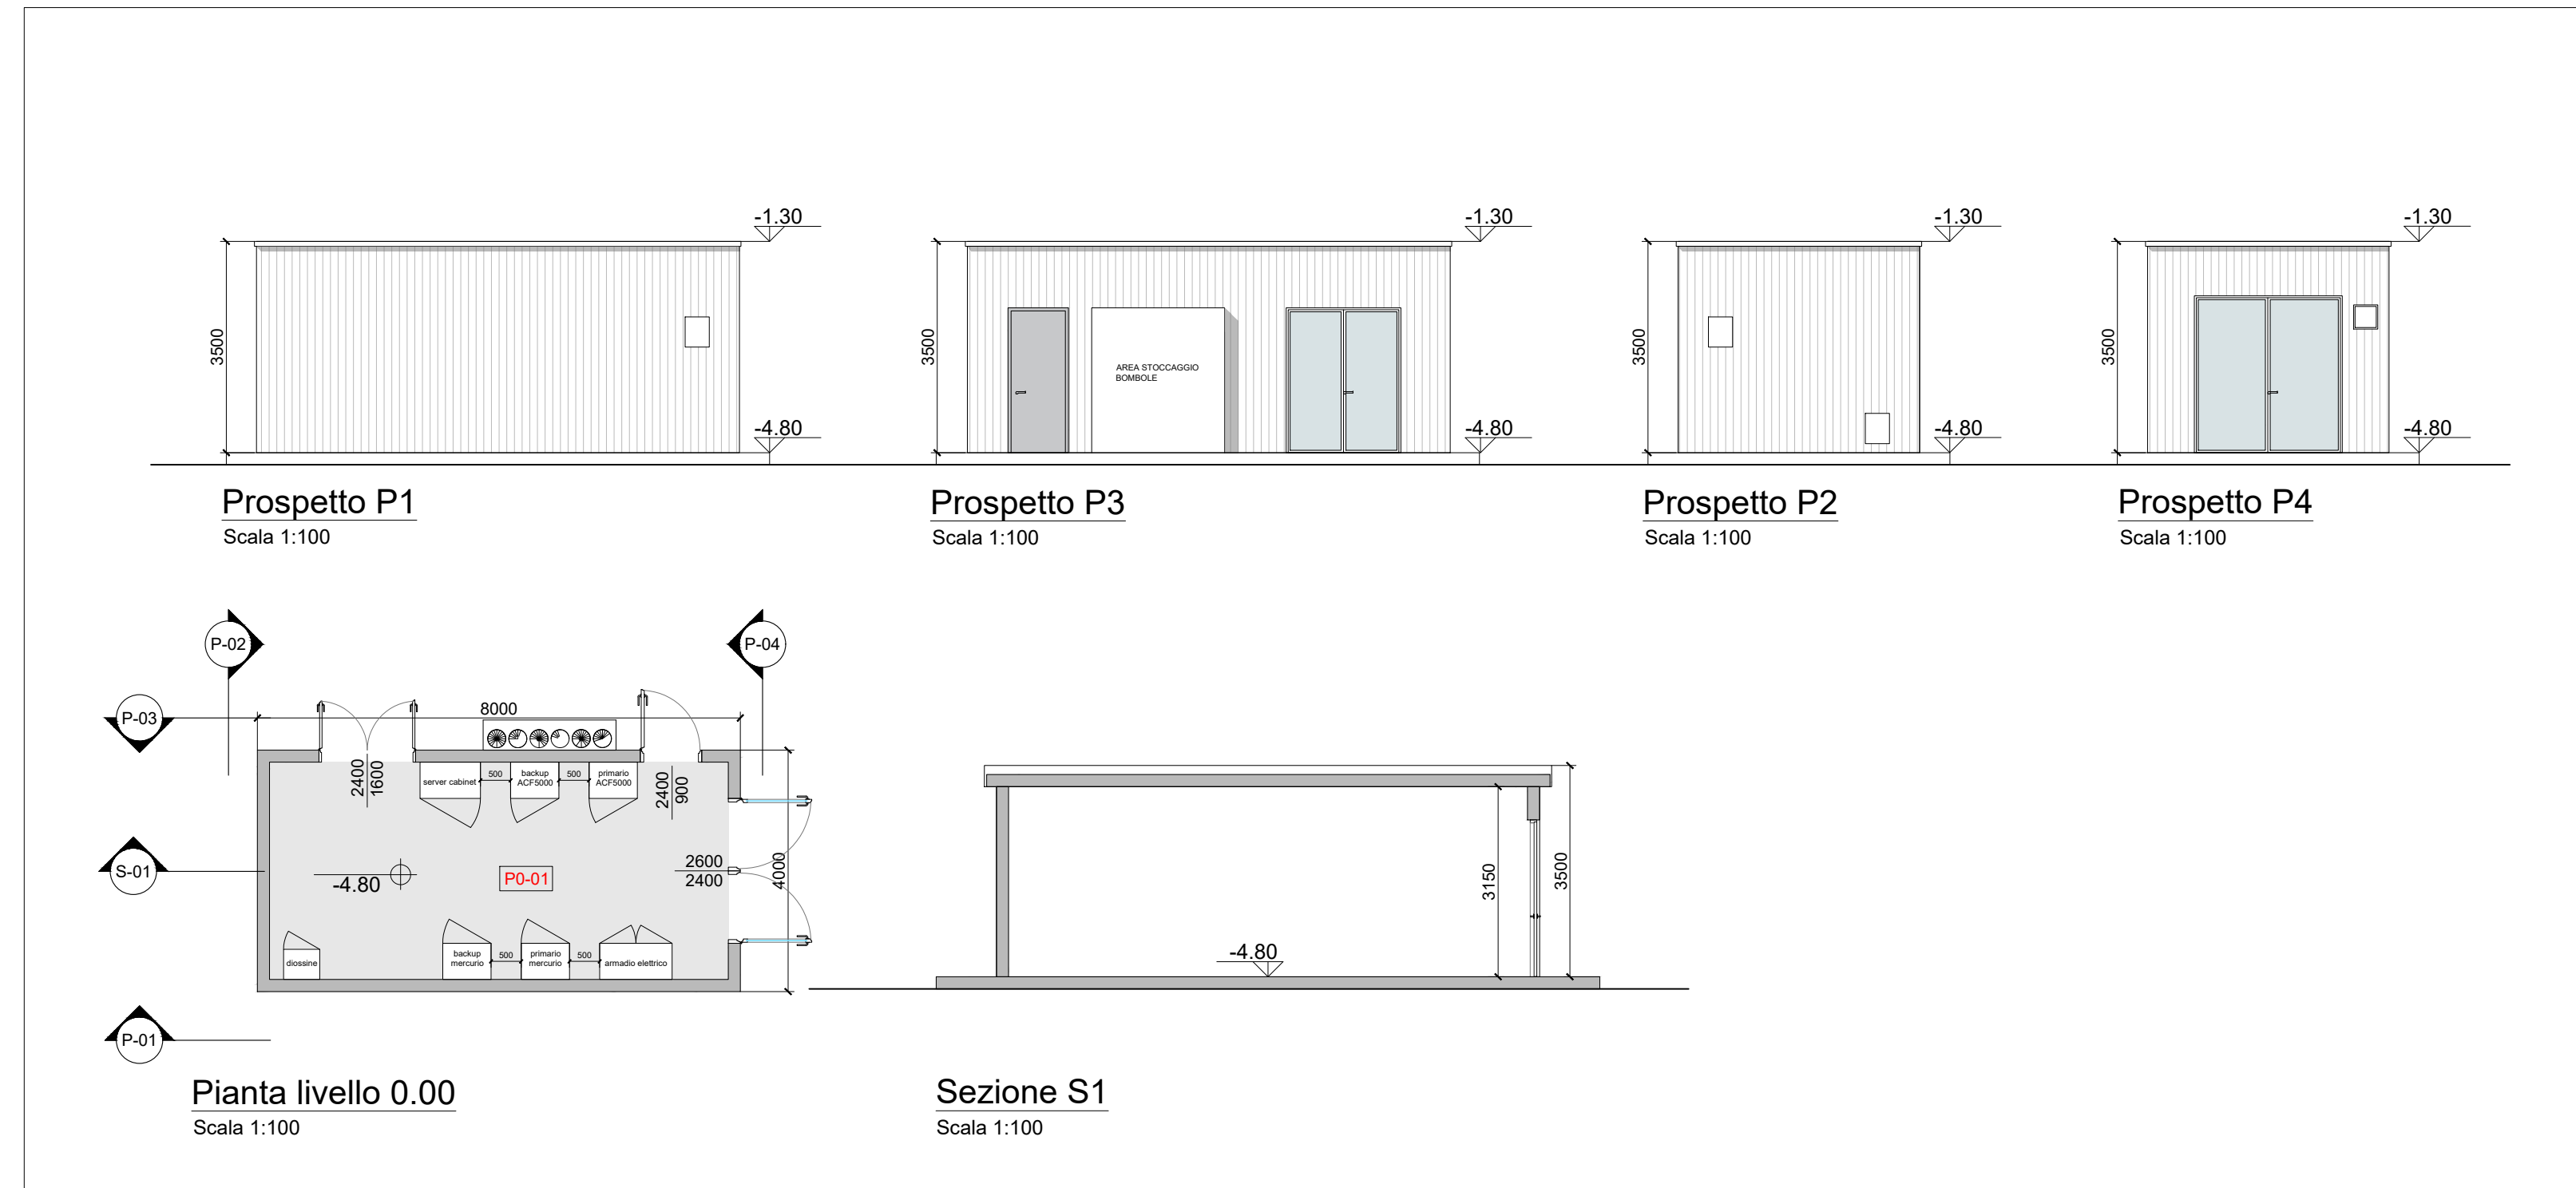 -1.30
-1.30
-1.30
-1.30
3500
3500
3500
3500
AREA STOCCAGGIO
BOMBOLE
-4.80
-4.80
-4.80
-4.80
Prospetto P1
Scala 1:100
Prospetto P3
Scala 1:100
Prospetto P2
Scala 1:100
Prospetto P4
Scala 1:100
P-02
P-04
P-03
8000
2400
1600
server cabinet
500
backup
ACF5000
500
primario
ACF5000
2400
900
S-01
-4.80
P0-01
2600
2400
4000
diossine
backup
mercurio
500
primario
mercurio
500
armadio elettrico
P-01
3150
3500
-4.80
Pianta livello 0.00
Scala 1:100
Sezione S1
Scala 1:100